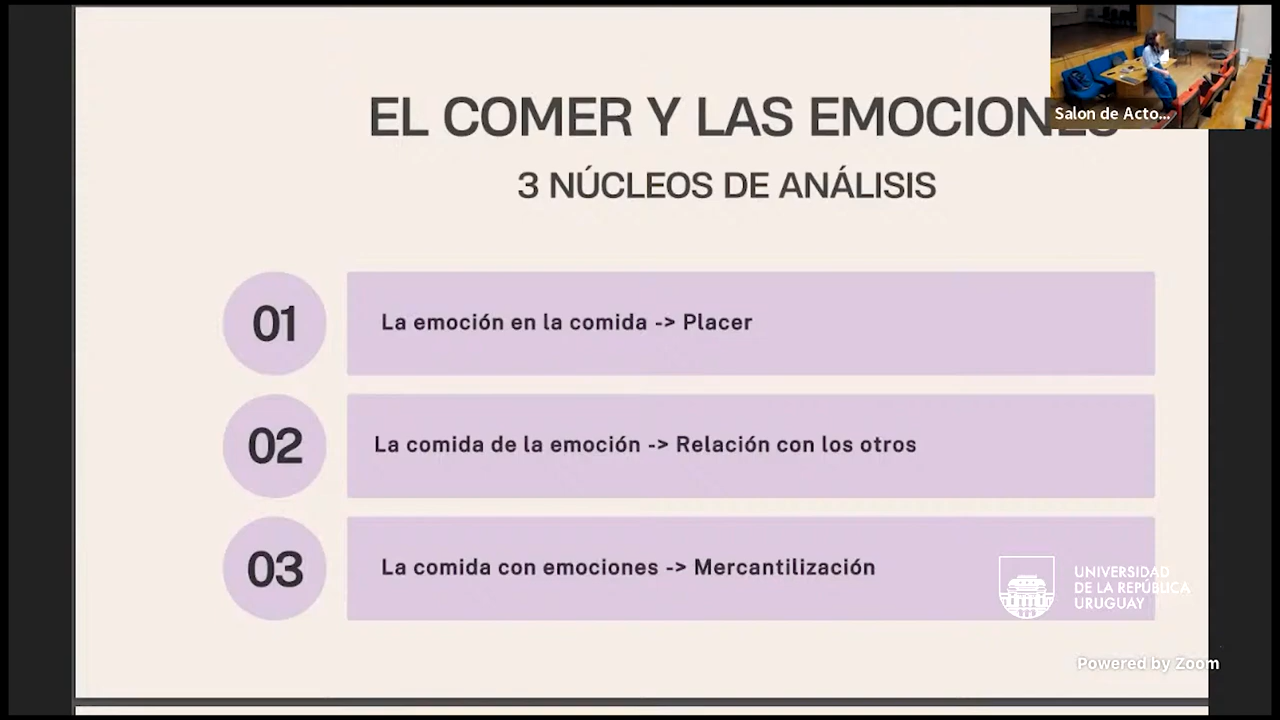 EL COMER Y LAS EMOCIONES
3 NÚCLEOS DE ANÁLISIS
Salon de Acto...
01
La emoción en la comida -> Placer
02
La comida de la emoción -> Relación con los otros
03
La comida con emociones -> Mercantilización
UNIVERSIDAD
DE LA REPÚBLICA
URUGUAY
Powered by Zoom